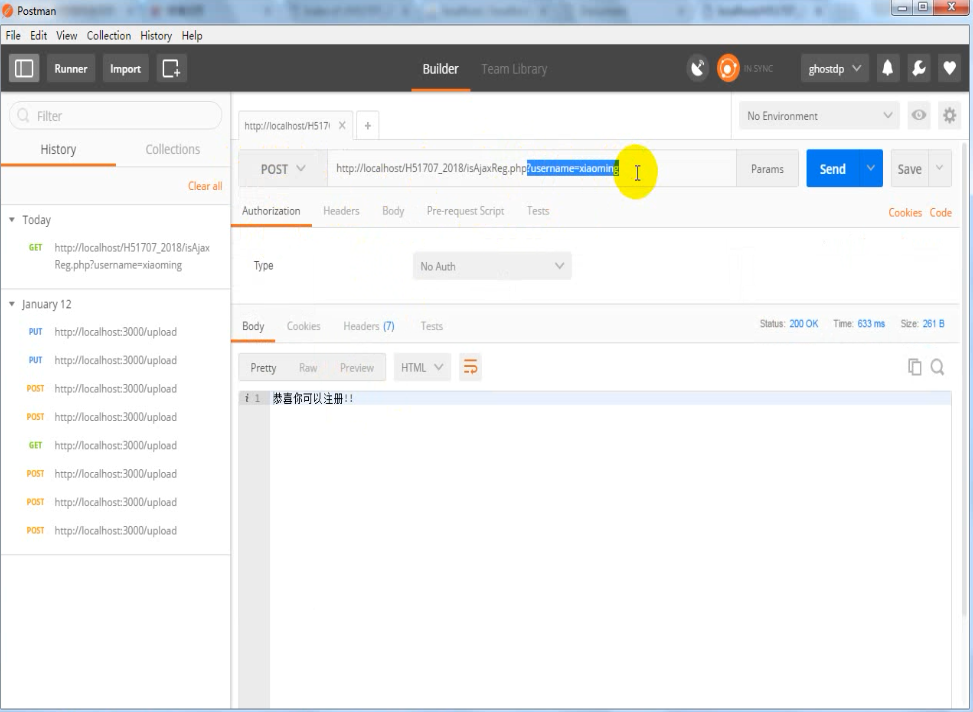 Postman
File Edit View Collection History Help
Runner Import Builder Team Library IN SYNC ghostdp
Filter
History Collections
Clear all
Today
GET http://localhost/H51707_2018/isAjax
Reg.php?username=xiaoming
January 12
PUT http://localhost:3000/upload
PUT http://localhost:3000/upload
POST http://localhost:3000/upload
POST http://localhost:3000/upload
GET http://localhost:3000/upload
POST http://localhost:3000/upload
POST http://localhost:3000/upload
POST http://localhost:3000/upload
http://localhost/H5170
No Environment
POST http://localhost/H51707_2018/isAjaxReg.php?username=xiaoming Params Send Save
Authorization Headers Body Pre-request Script Tests Cookies Code
Type No Auth
Body Cookies Headers (7) Tests Status: 200 OK Time: 633 ms Size: 261 B
Pretty Raw Preview HTML
i 1 恭喜你可以注册!!